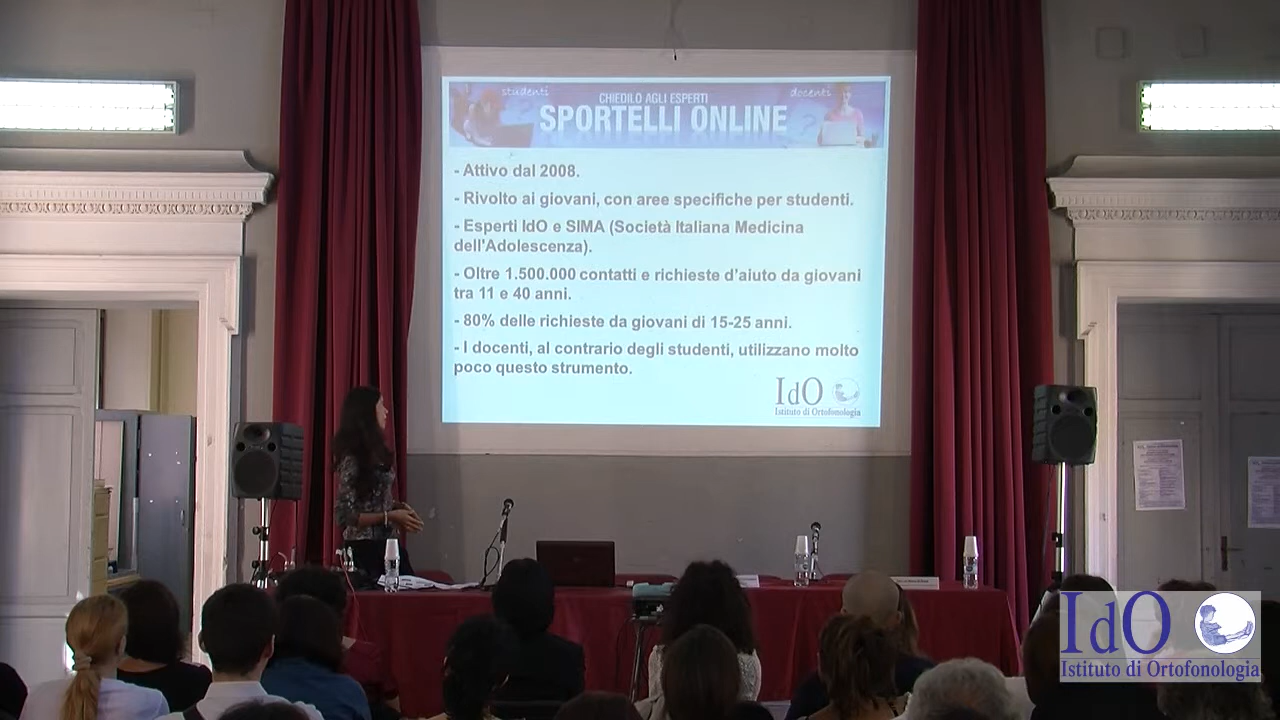 studenti
docenti
CHIEDILO AGLI ESPERTI
SPORTELLI ONLINE
- Attivo dal 2008.
- Rivolto ai giovani, con aree specifiche per studenti.
- Esperti IdO e SIMA (Società Italiana Medicina
dell'Adolescenza).
- Oltre 1.500.000 contatti e richieste d'aiuto da giovani
tra 11 e 40 anni.
- 80% delle richieste da giovani di 15-25 anni.
- I docenti, al contrario degli studenti, utilizzano molto
poco questo strumento.
IdO
Istituto di Ortofonologia
IdO
Istituto di Ortofonologia